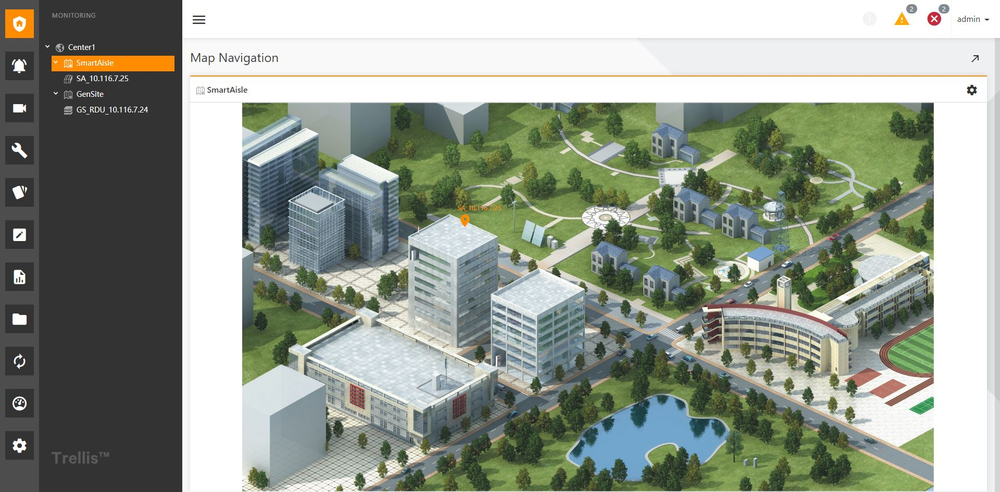 MONITORING
Center1
SmartAisle
SA_10.116.7.25
GenSite
GS_RDU_10.116.7.24
Trellis™
2
2
admin
Map Navigation
SmartAisle
SA_10.116.7.25